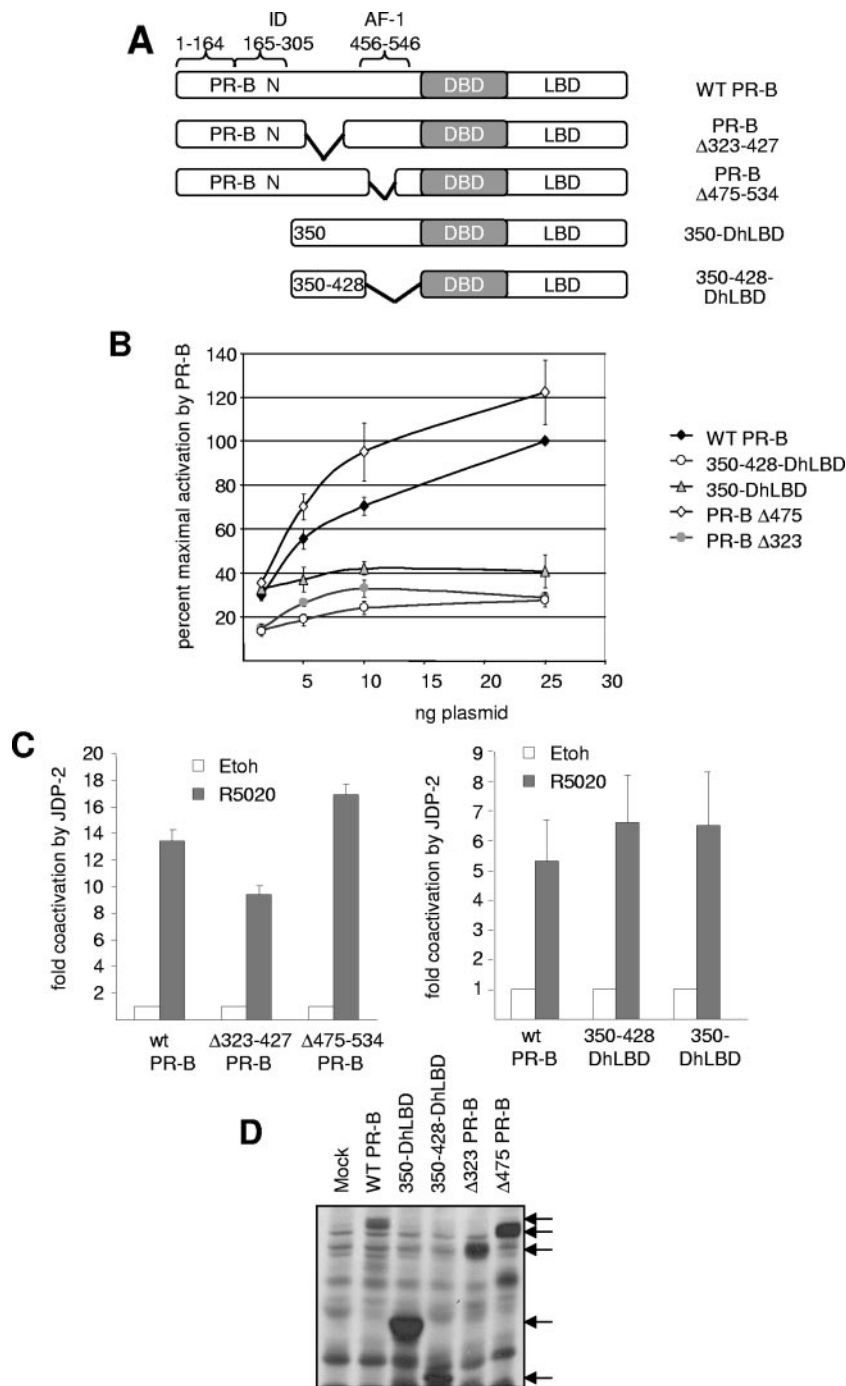 A
ID AF-1
1-164 165-305 456-546
PR-B N DBD LBD WT PR-B
PR-B N DBD LBD PR-B
Δ323-427
PR-B N DBD LBD PR-B
Δ475-534
350 DBD LBD 350-DhLBD
350-428 DBD LBD 350-428-
DhLBD
B
percent maximal activation by PR-B
140
120
100
80
60
40
20
5 10 15 20 25 30
ng plasmid
WT PR-B
350-428-DhLBD
350-DhLBD
PR-B Δ475
PR-B Δ323
C
fold coactivation by JDP-2
20
18
16
14
12
10
8
6
4
2
Etoh
R5020
wt Δ323-427 Δ475-534
PR-B PR-B PR-B
fold coactivation by JDP-2
9
8
7
6
5
4
3
2
1
Etoh
R5020
wt 350-428 350-
PR-B DhLBD DhLBD
D
Mock
WT PR-B
350-DhLBD
350-428-DhLBD
Δ323 PR-B
Δ475 PR-B